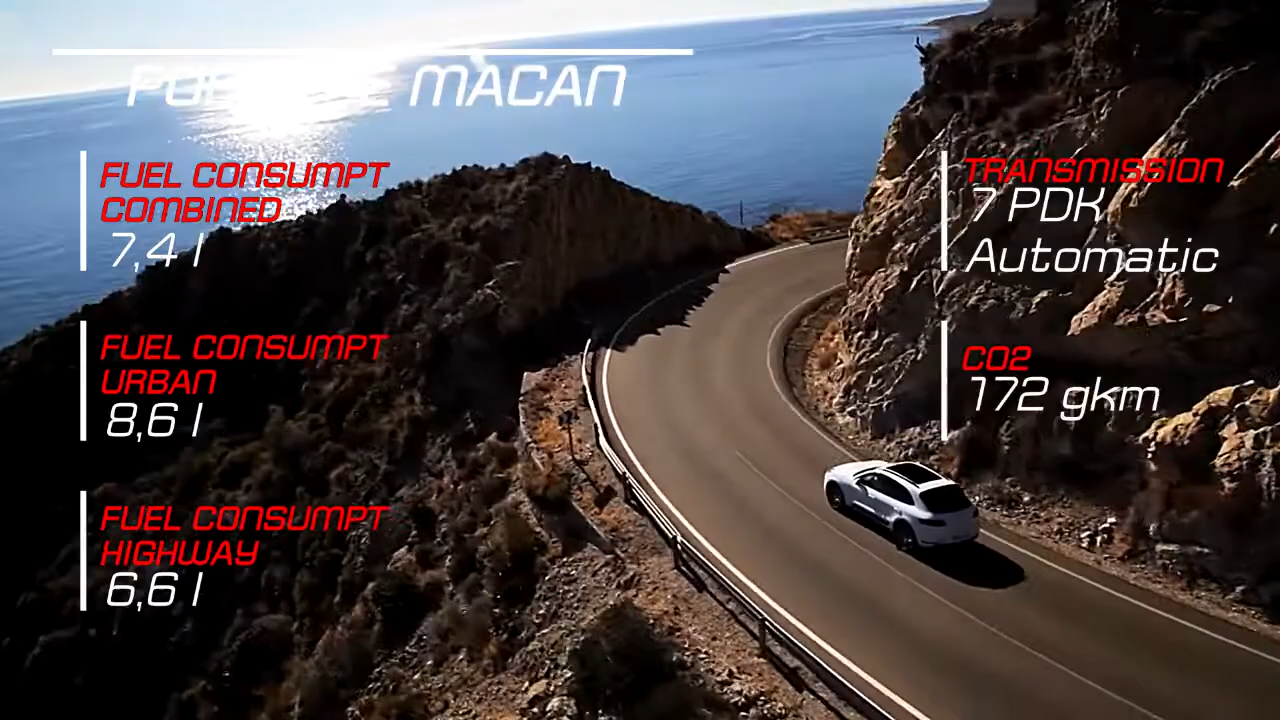 PORSCHE MACAN
FUEL CONSUMPT
COMBINED
7,4 l
FUEL CONSUMPT
URBAN
8,6 l
FUEL CONSUMPT
HIGHWAY
6,6 l
TRANSMISSION
7 PDK
Automatic
CO2
172 gkm